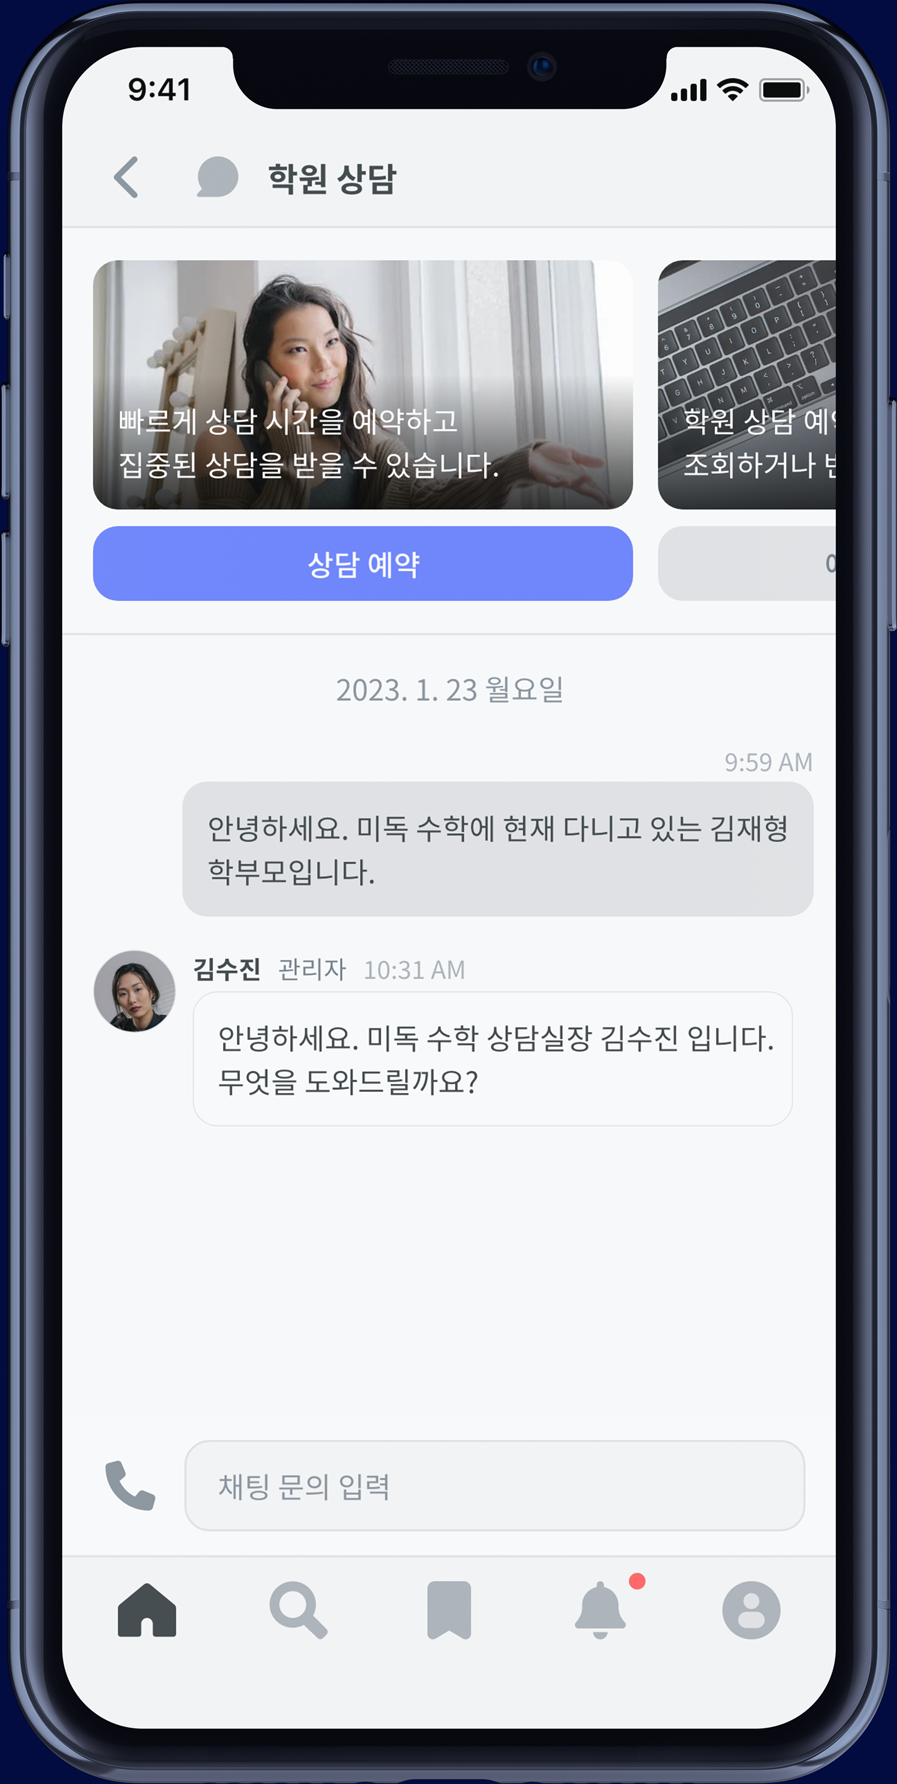 9:41
학원 상담
빠르게 상담 시간을 예약하고
집중된 상담을 받을 수 있습니다.
학원 상담
조회하거나
상담 예약
2023. 1. 23 월요일
9:59 AM
안녕하세요. 미독 수학에 현재 다니고 있는 김재형
학부모입니다.
김수진 관리자 10:31 AM
안녕하세요. 미독 수학 상담실장 김수진 입니다.
무엇을 도와드릴까요?
채팅 문의 입력